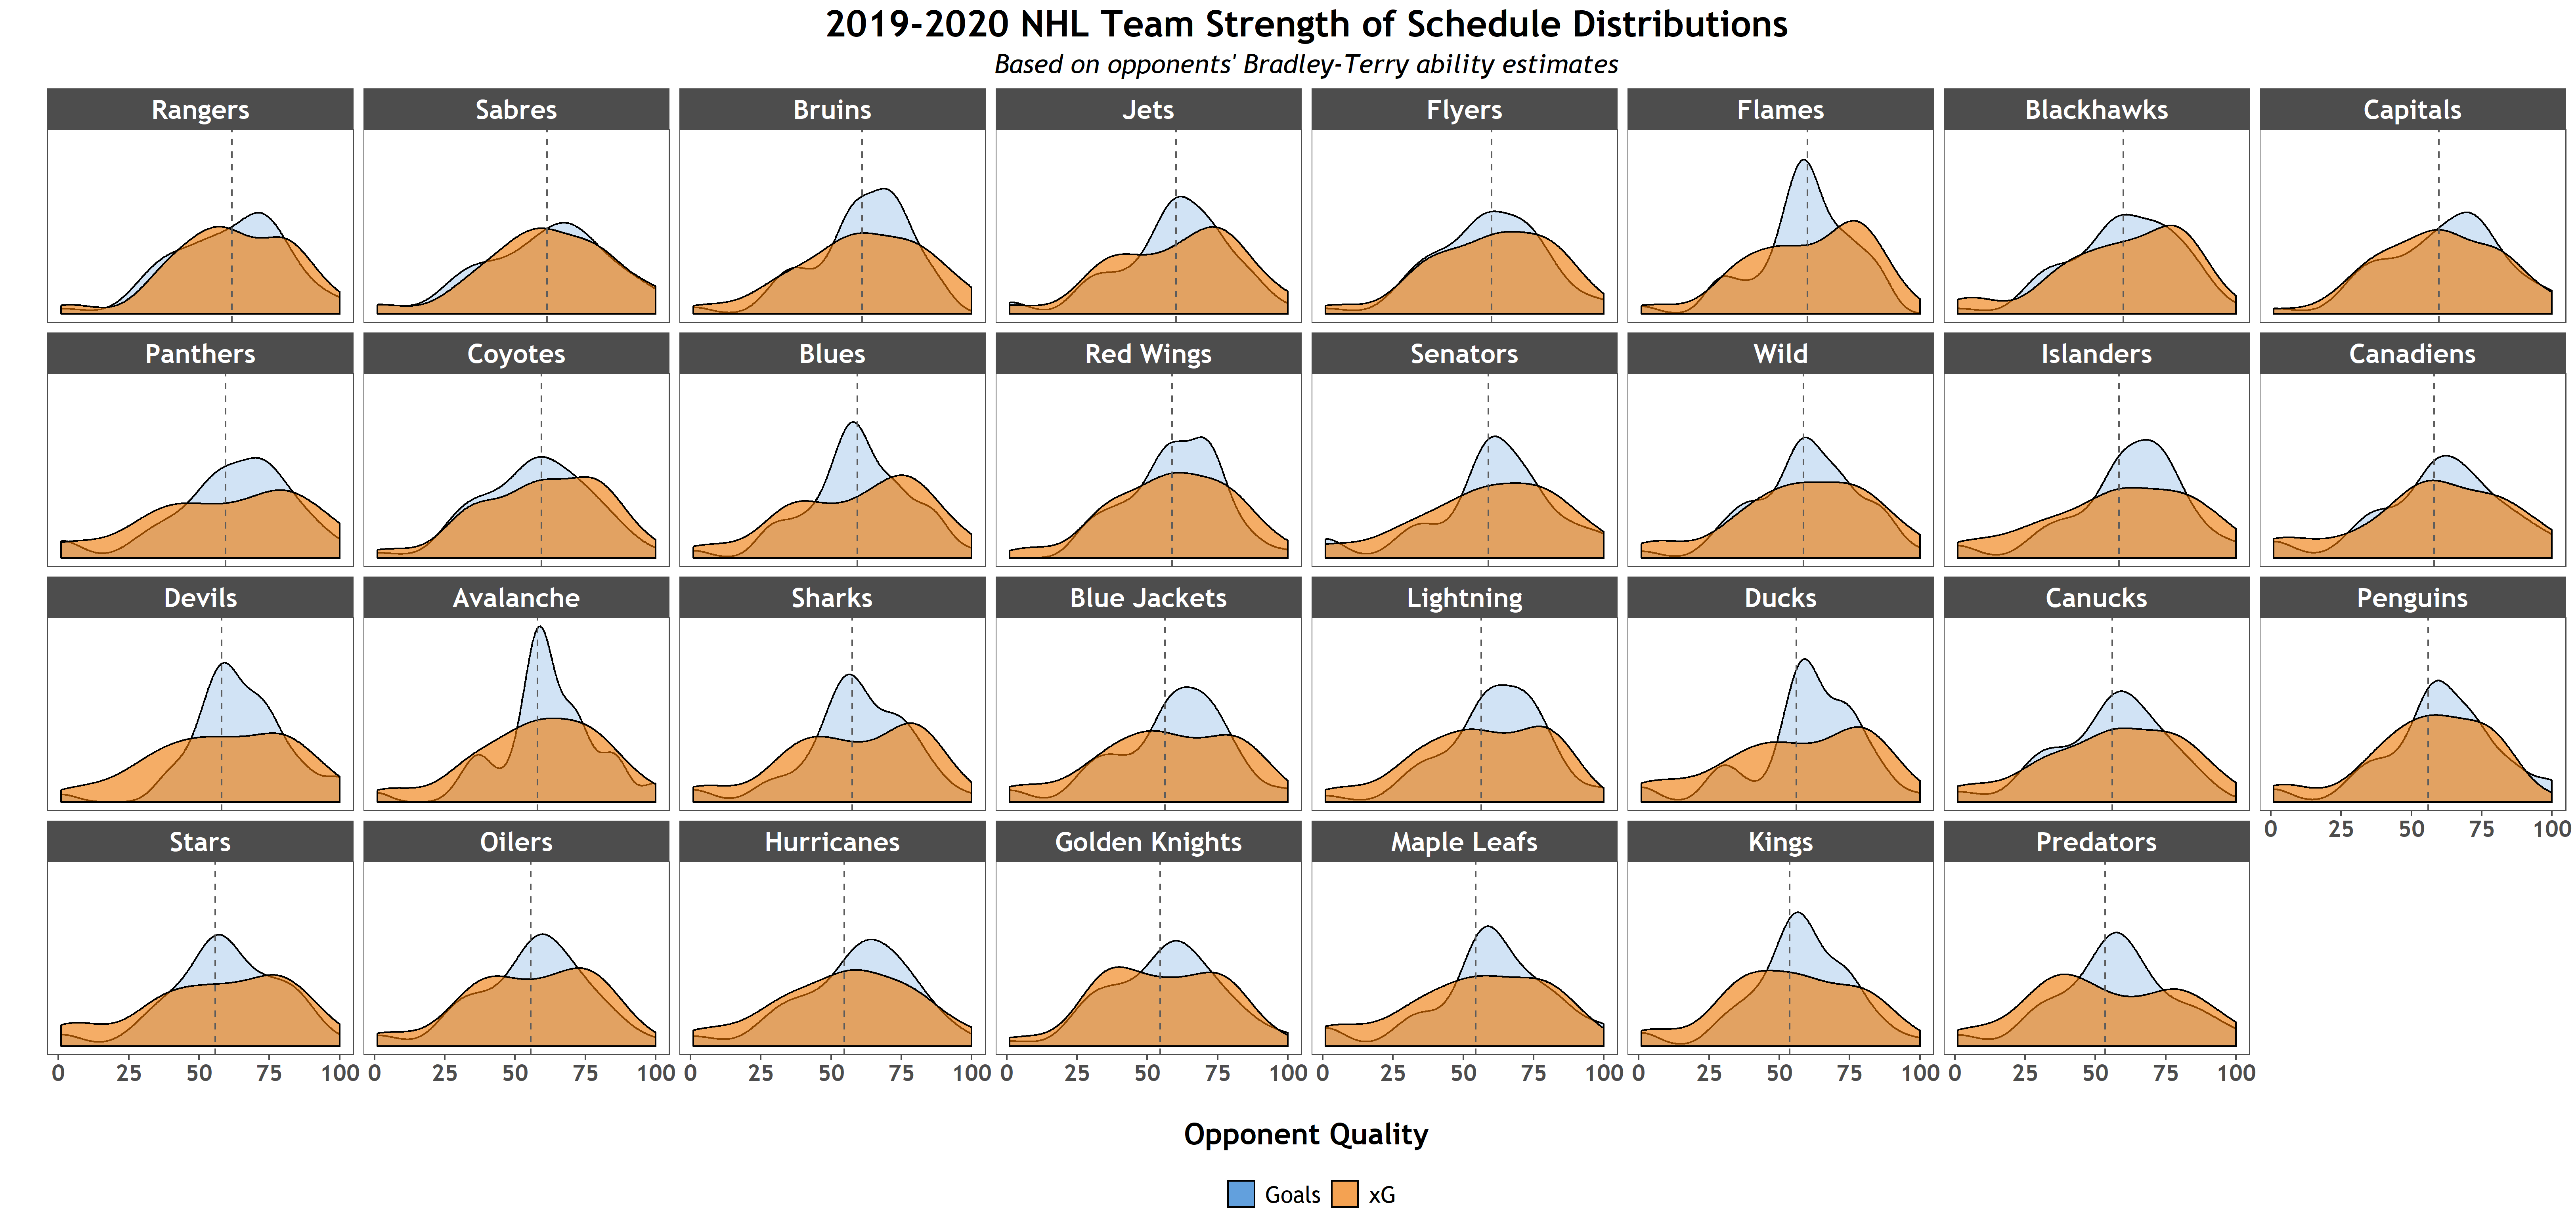 2019-2020 NHL Team Strength of Schedule Distributions
Based on opponents' Bradley-Terry ability estimates
Rangers Sabres Bruins Jets Flyers Flames Blackhawks Capitals
Panthers Coyotes Blues Red Wings Senators Wild Islanders Canadiens
Devils Avalanche Sharks Blue Jackets Lightning Ducks Canucks Penguins
0 25 50 75 100
Stars Oilers Hurricanes Golden Knights Maple Leafs Kings Predators
0 25 50 75 100 0 25 50 75 100 0 25 50 75 100 0 25 50 75 100 0 25 50 75 100 0 25 50 75 100 0 25 50 75 100
Opponent Quality
Goals xG